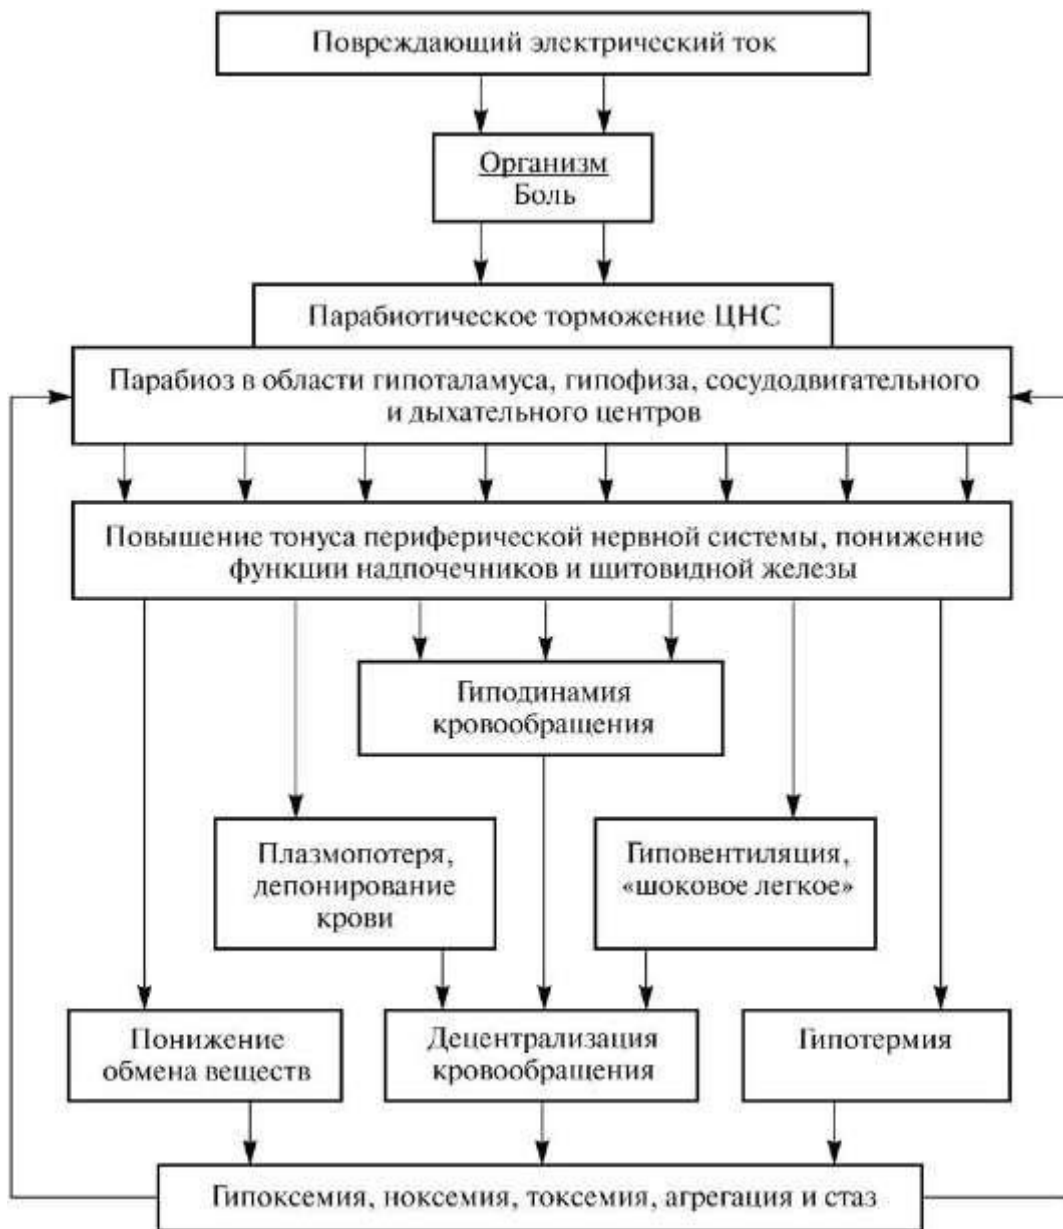 Повреждающий электрический ток
Организм
Боль
Парабиотическое торможение ЦНС
Парабиоз в области гипоталамуса, гипофиза, сосудодвигательного
и дыхательного центров
Повышение тонуса периферической нервной системы, понижение
функции надпочечников и щитовидной железы
Гиподинамия
кровообращения
Плазмопотеря,
депонирование
крови
Гиповентиляция,
«шоковое легкое»
Понижение
обмена веществ
Децентрализация
кровообращения
Гипотермия
Гипоксемия, ноксемия, токсемия, агрегация и стаз